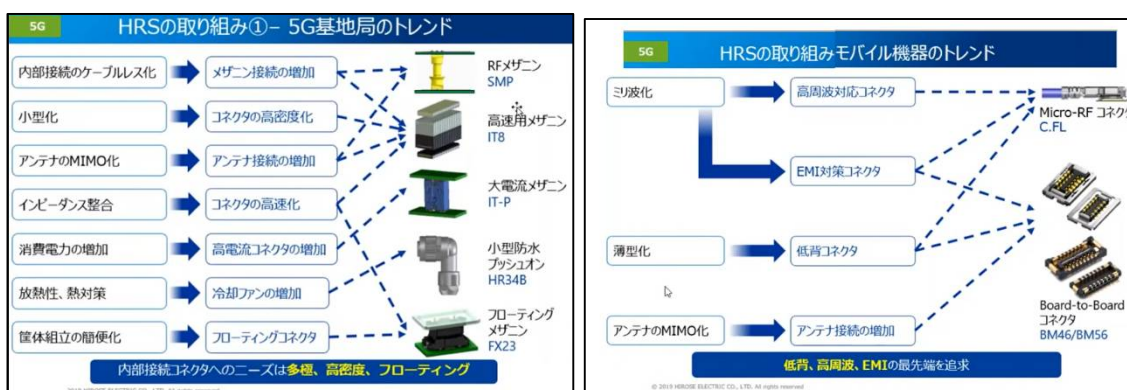 5G
HRSの取り組み①– 5G基地局のトレンド
内部接続のケーブルレス化
メザニン接続の増加
RFメザニン
SMP
小型化
コネクタの高密度化
高速用メザニン
IT8
アンテナのMIMO化
アンテナ接続の増加
大電流メザニン
IT-P
インピーダンス整合
コネクタの高速化
消費電力の増加
高電流コネクタの増加
小型防水
プッシュオン
HR34B
放熱性、熱対策
冷却ファンの増加
フローティング
メザニン
FX23
筐体組立の簡便化
フローティングコネクタ
内部接続コネクタへのニーズは多極、高密度、フローティング
5G
HRSの取り組みモバイル機器のトレンド
ミリ波化
高周波対応コネクタ
Micro-RF コネクタ
C.FL
EMI対策コネクタ
薄型化
低背コネクタ
Board-to-Board
コネクタ
BM46/BM56
アンテナのMIMO化
アンテナ接続の増加
低背、高周波、EMIの最先端を追求
© 2019 HIROSE ELECTRIC CO., LTD. All rights reserved